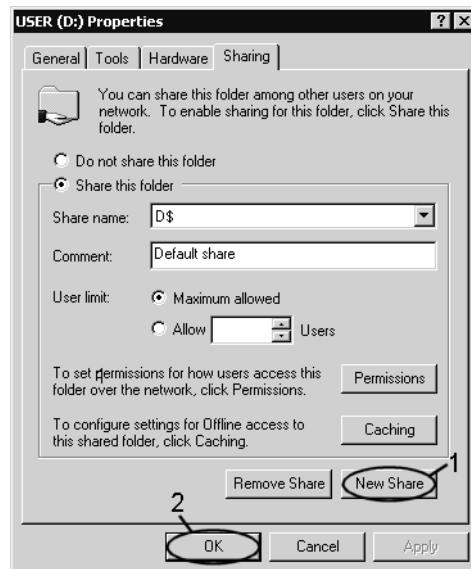 USER (D:) Properties
General Tools Hardware Sharing
You can share this folder among other users on your
network. To enable sharing for this folder, click Share this
folder.
Do not share this folder
Share this folder
Share name: D$
Comment: Default share
User limit: Maximum allowed
Allow Users
To set permissions for how users access this
folder over the network, click Permissions.
Permissions
To configure settings for Offline access to
this shared folder, click Caching.
Caching
1
Remove Share New Share
2
OK Cancel Apply